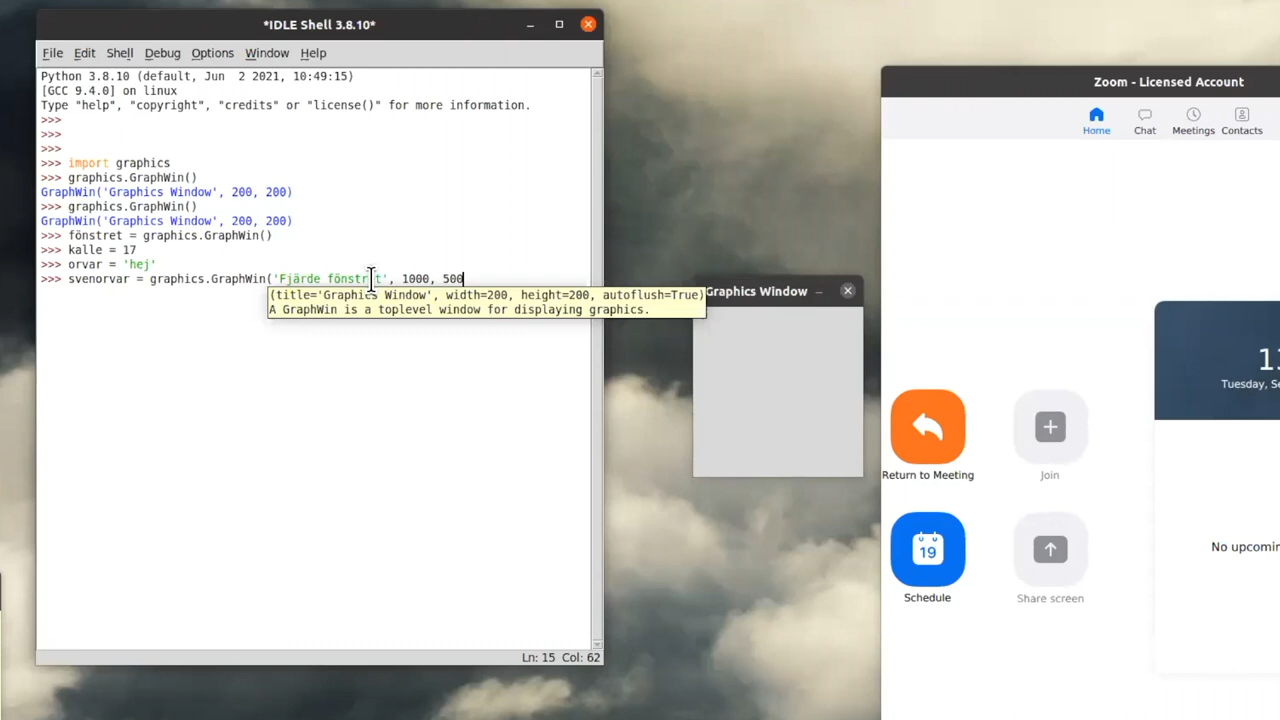 *IDLE Shell 3.8.10*
File Edit Shell Debug Options Window Help
Python 3.8.10 (default, Jun  2 2021, 10:49:15)
[GCC 9.4.0] on linux
Type "help", "copyright", "credits" or "license()" for more information.
>>>
>>>
>>>
>>> import graphics
>>> graphics.GraphWin()
GraphWin('Graphics Window', 200, 200)
>>> graphics.GraphWin()
GraphWin('Graphics Window', 200, 200)
>>> fönstret = graphics.GraphWin()
>>> kalle = 17
>>> orvar = 'hej'
>>> svenorvar = graphics.GraphWin('Fjärde fönstret', 1000, 500
(title='Graphics Window', width=200, height=200, autoflush=True)
A GraphWin is a toplevel window for displaying graphics.
Ln: 15 Col: 62
Graphics Window
Zoom - Licensed Account
Home Chat Meetings Contacts
Tuesday,
Return to Meeting
Join
19
Schedule
Share screen
No